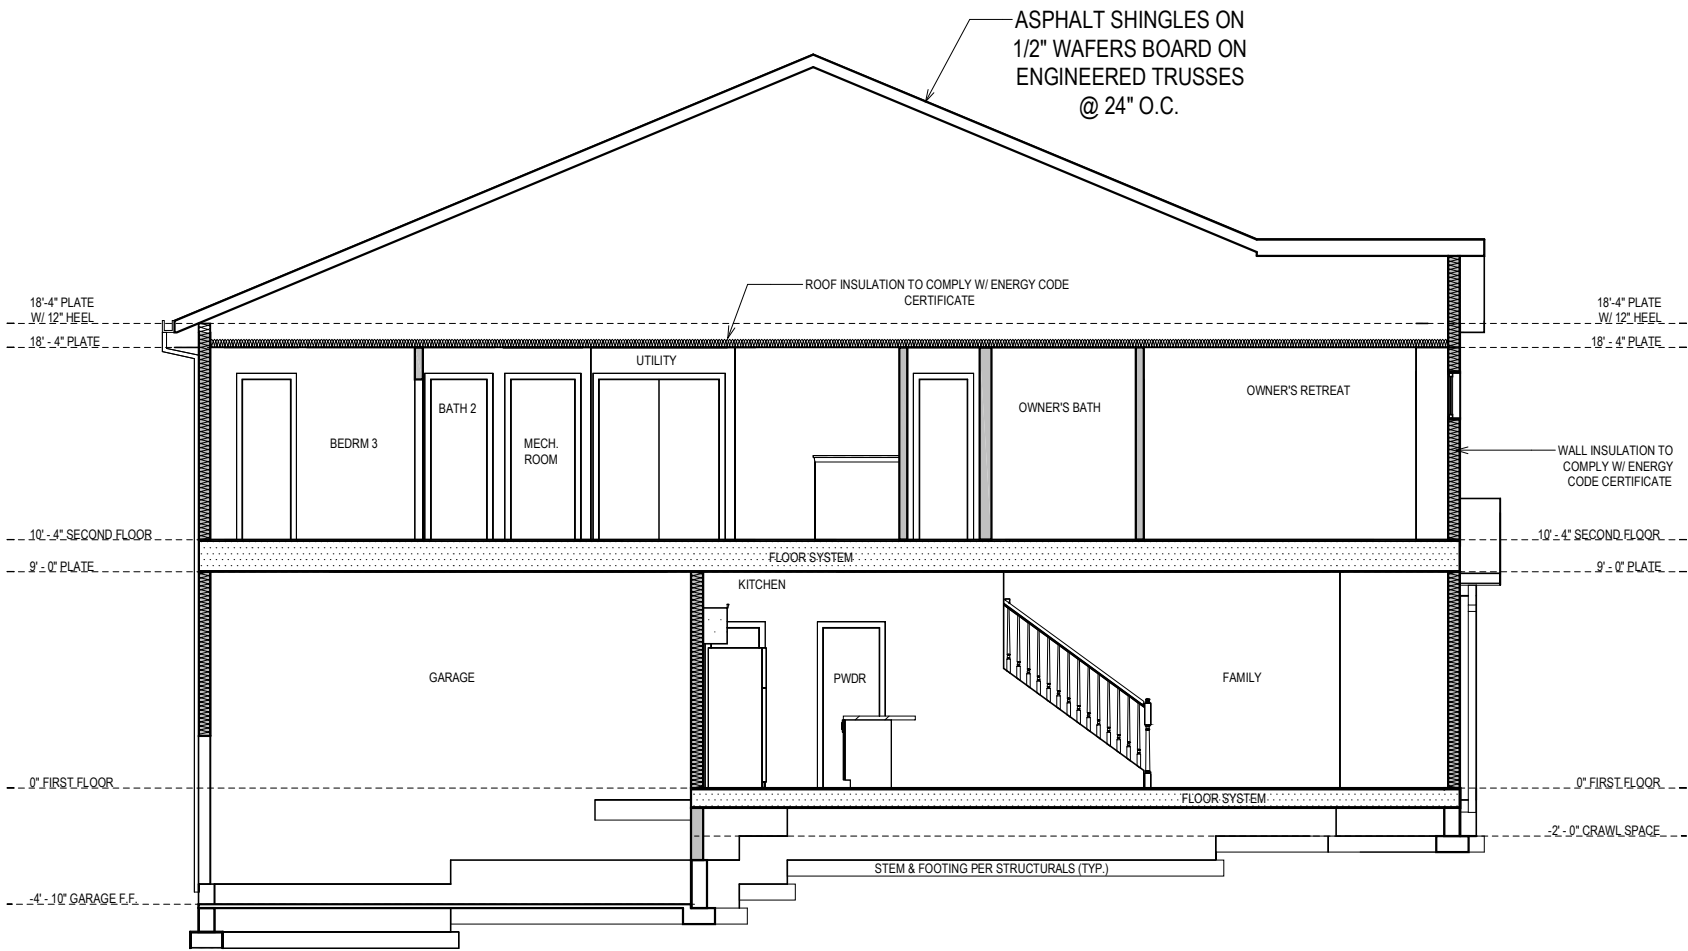 ASPHALT SHINGLES ON
1/2" WAFERS BOARD ON
ENGINEERED TRUSSES
@ 24" O.C.
ROOF INSULATION TO COMPLY W/ ENERGY CODE
CERTIFICATE
18'-4" PLATE
W/ 12" HEEL
18'-4" PLATE
W/ 12" HEEL
18' - 4" PLATE
18' - 4" PLATE
UTILITY
BATH 2
BEDRM 3
MECH.
ROOM
OWNER'S BATH
OWNER'S RETREAT
WALL INSULATION TO
COMPLY W/ ENERGY
CODE CERTIFICATE
10' - 4" SECOND FLOOR
10' - 4" SECOND FLOOR
FLOOR SYSTEM
9' - 0" PLATE
9' - 0" PLATE
KITCHEN
GARAGE
PWDR
FAMILY
0" FIRST FLOOR
0" FIRST FLOOR
FLOOR SYSTEM
-2' - 0" CRAWL SPACE
STEM & FOOTING PER STRUCTURALS (TYP.)
-4' - 10" GARAGE F.F.